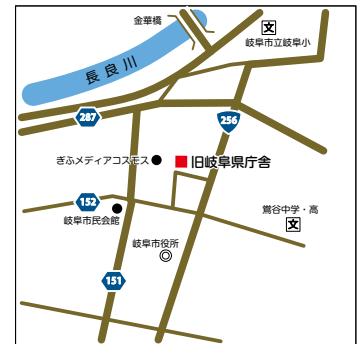 金華橋
文
岐阜市立岐阜小
長良川
287
256
ぎふメディアコスモス
旧岐阜県庁舎
152
岐阜市民会館
鶯谷中学・高
文
岐阜市役所
151